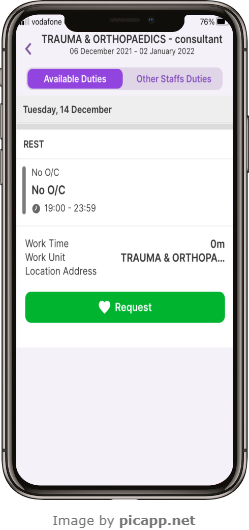 vodafone 76%
TRAUMA & ORTHOPAEDICS - consultant
06 December 2021 - 02 January 2022
Available Duties Other Staffs Duties
Tuesday, 14 December
REST
No O/C
No O/C
19:00 - 23:59
Work Time 0m
Work Unit TRAUMA & ORTHOPA...
Location Address
Request
Image by picapp.net